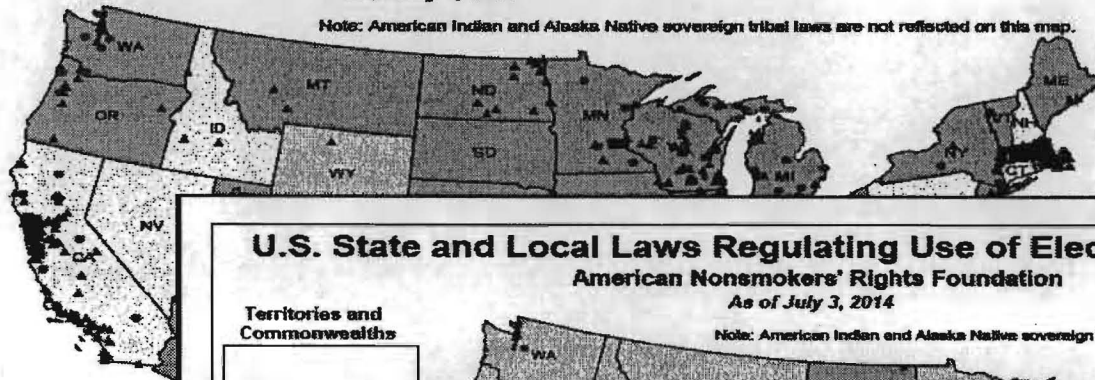 Note: American Indian and Alaska Native sovereign tribal laws are not reflected on this map.
WA
MT
ND
ME
OR
ID
MN
VT
NH
SD
WY
NY
MI
CT
NV
CA
U.S. State and Local Laws Regulating Use of Elec
American Nonsmokers' Rights Foundation
As of July 3, 2014
Territories and
Commonwealths
Note: American Indian and Alaska Native sovereign
WA